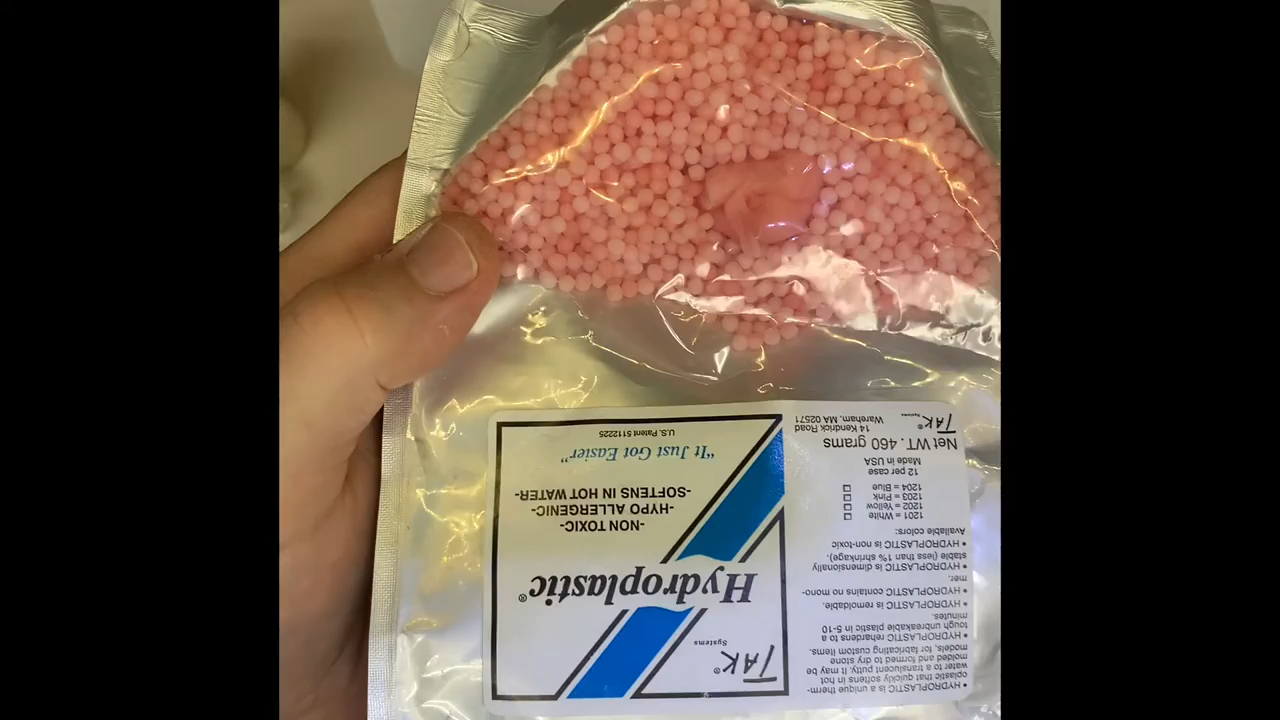 TAK®
Systems
Hydroplastic®
-NON TOXIC-
-HYPO ALLERGENIC-
-SOFTENS IN HOT WATER-
"It Just Got Easier"
U.S. Patent 5112225
• HYDROPLASTIC is a unique therm-
oplastic that quickly softens in hot
water to a translucent putty. It may be
molded and formed to dry stone
models, for fabricating custom items.
• HYDROPLASTIC rehardens to a
tough unbreakable plastic in 5-10
minutes.
• HYDROPLASTIC is remoldable.
• HYDROPLASTIC contains no mono-
mer.
• HYDROPLASTIC is dimensionally
stable (less than 1% shrinkage).
• HYDROPLASTIC is non-toxic
Available colors:
1201 = White ☐
1202 = Yellow ☐
1203 = Pink ☐
1204 = Blue ☐
12 per case
Made in USA
Net WT. 460 grams
TAK®
Systems
14 Kendrick Road
Wareham, MA 02571